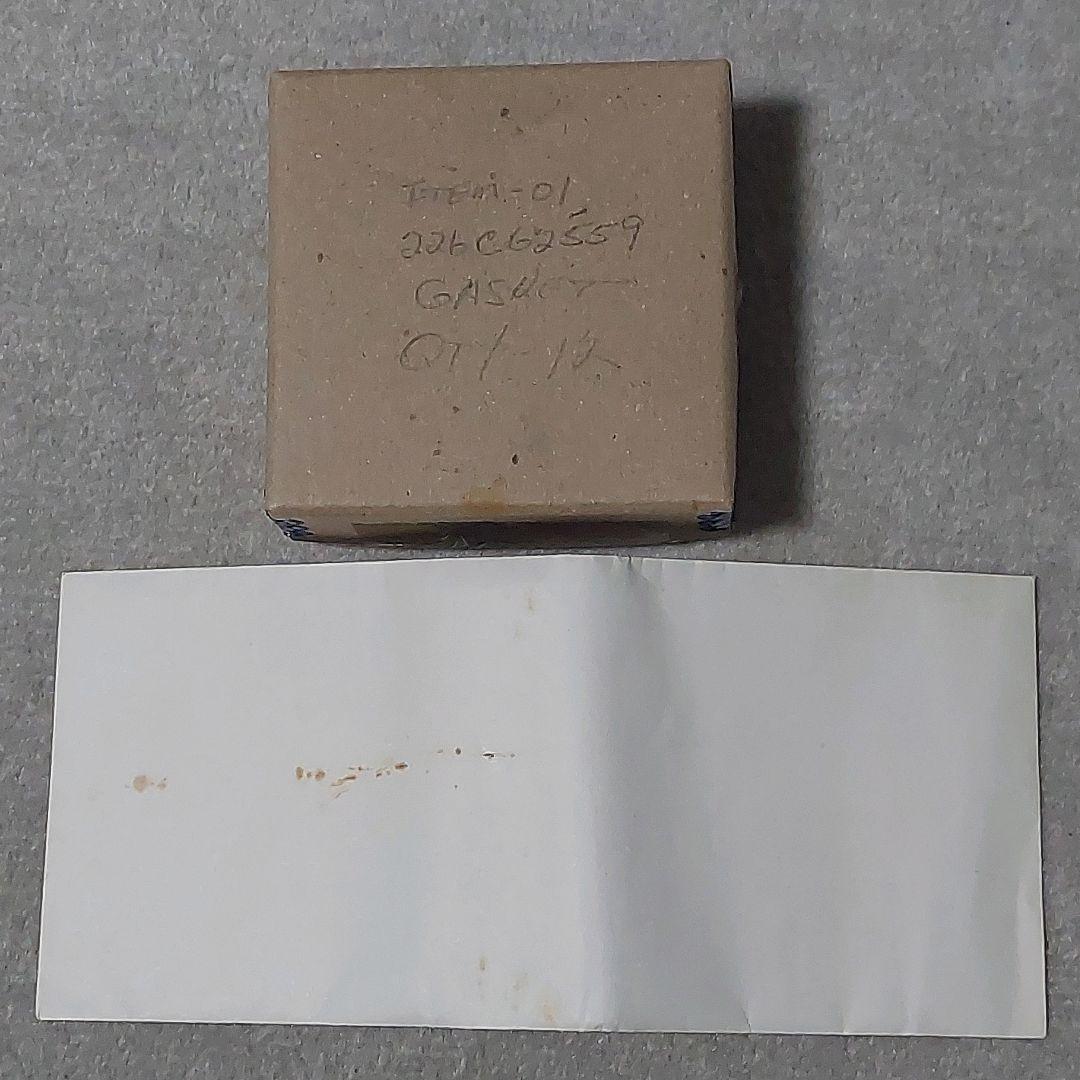 ITEM-01
226C62559
GASKET
QTY-12